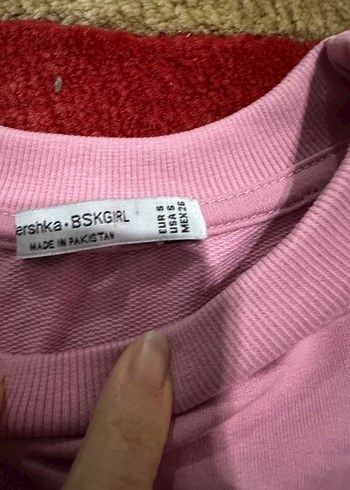 ershka • BSKGIRL
MADE IN PAKISTAN
EUR S
USA S
MEX 26